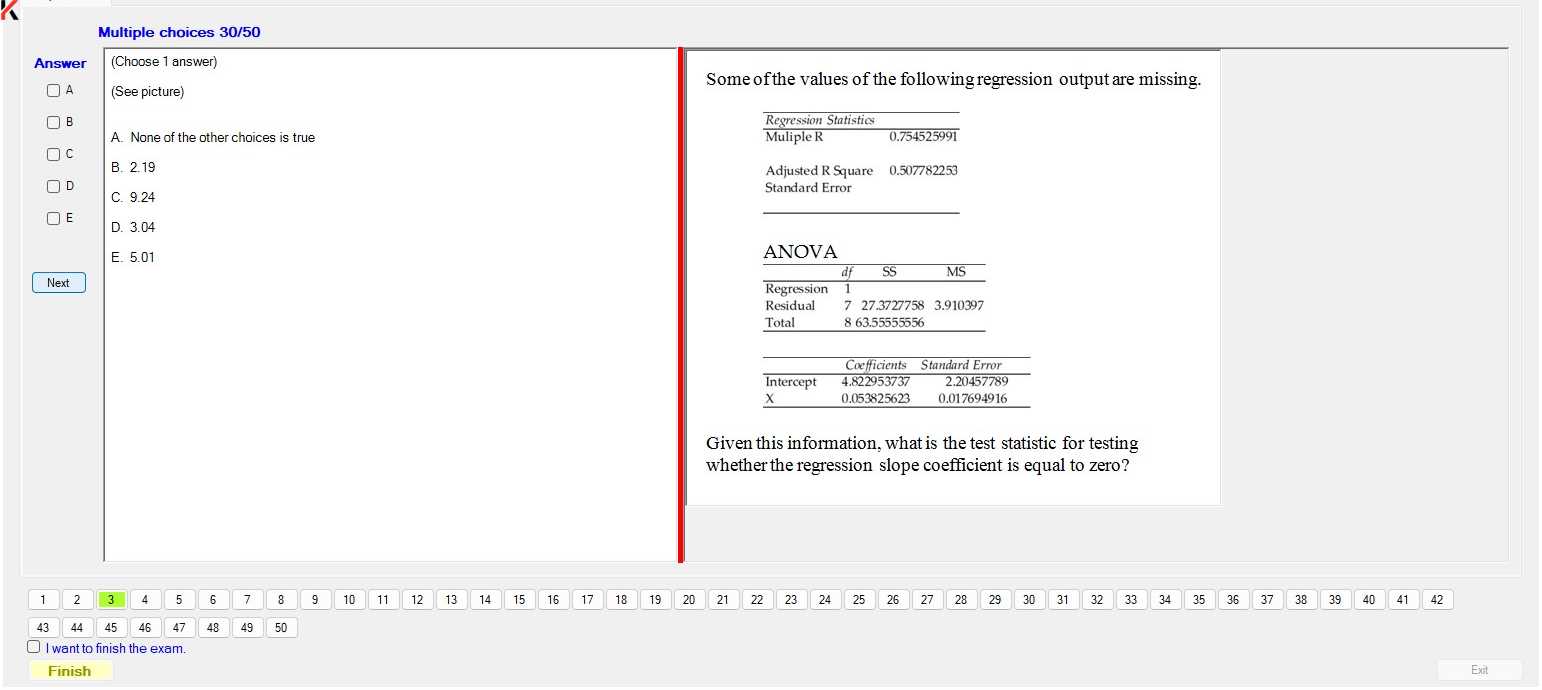 Multiple choices 30/50
Answer
A
B
C
D
E
Next
(Choose 1 answer)
(See picture)
A. None of the other choices is true
B. 2.19
C. 9.24
D. 3.04
E. 5.01
Some of the values of the following regression output are missing.
Regression Statistics
Muliple R 0.754525991
Adjusted R Square 0.507782253
Standard Error
ANOVA
df SS MS
Regression 1
Residual 7 27.3727758 3.910397
Total 8 63.55555556
Coefficients Standard Error
Intercept 4.822953737 2.20457789
X 0.053825623 0.017694916
Given this information, what is the test statistic for testing
whether the regression slope coefficient is equal to zero?
1 2 3 4 5 6 7 8 9 10 11 12 13 14 15 16 17 18 19 20 21 22 23 24 25 26 27 28 29 30 31 32 33 34 35 36 37 38 39 40 41 42
43 44 45 46 47 48 49 50
I want to finish the exam.
Finish
Exit